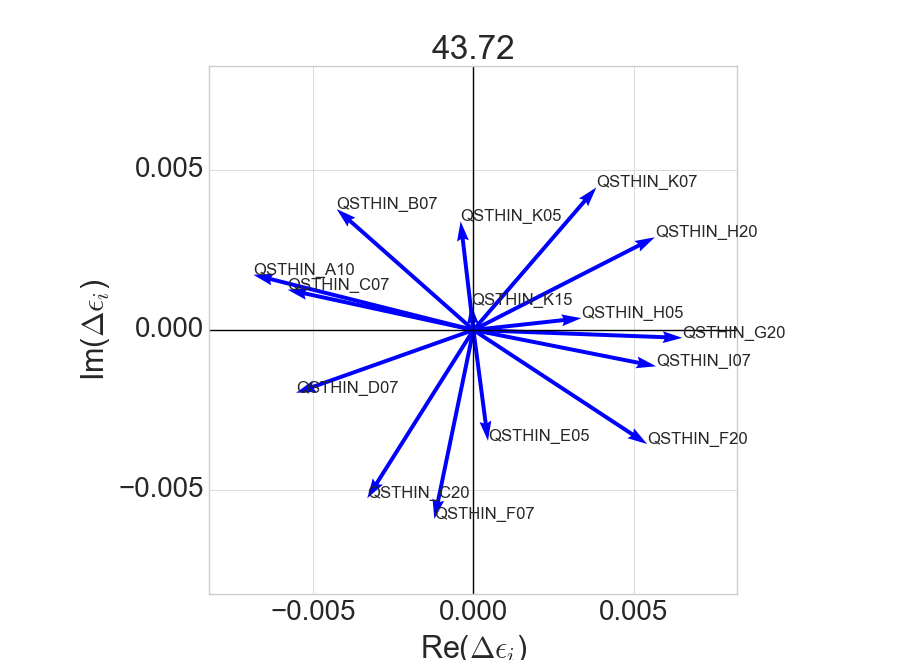 43.72
0.005
QSTHIN_K07
QSTHIN_B07
QSTHIN_K05
QSTHIN_H20
QSTHIN_A10
QSTHIN_C07
QSTHIN_K15
QSTHIN_H05
Im(Δϵᵢ)
0.000
QSTHIN_G20
QSTHIN_I07
QSTHIN_D07
QSTHIN_E05
QSTHIN_F20
−0.005
QSTHIN_C20
QSTHIN_F07
−0.005 0.000 0.005
Re(Δϵᵢ)